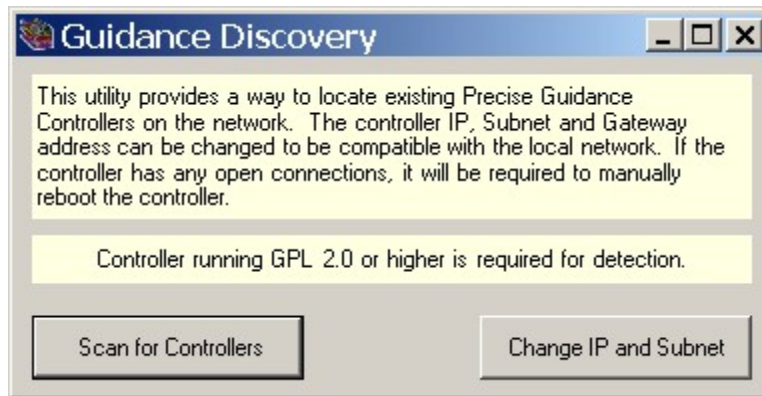 Guidance Discovery
This utility provides a way to locate existing Precise Guidance
Controllers on the network.  The controller IP, Subnet and Gateway
address can be changed to be compatible with the local network.  If the
controller has any open connections, it will be required to manually
reboot the controller.
Controller running GPL 2.0 or higher is required for detection.
Scan for Controllers
Change IP and Subnet